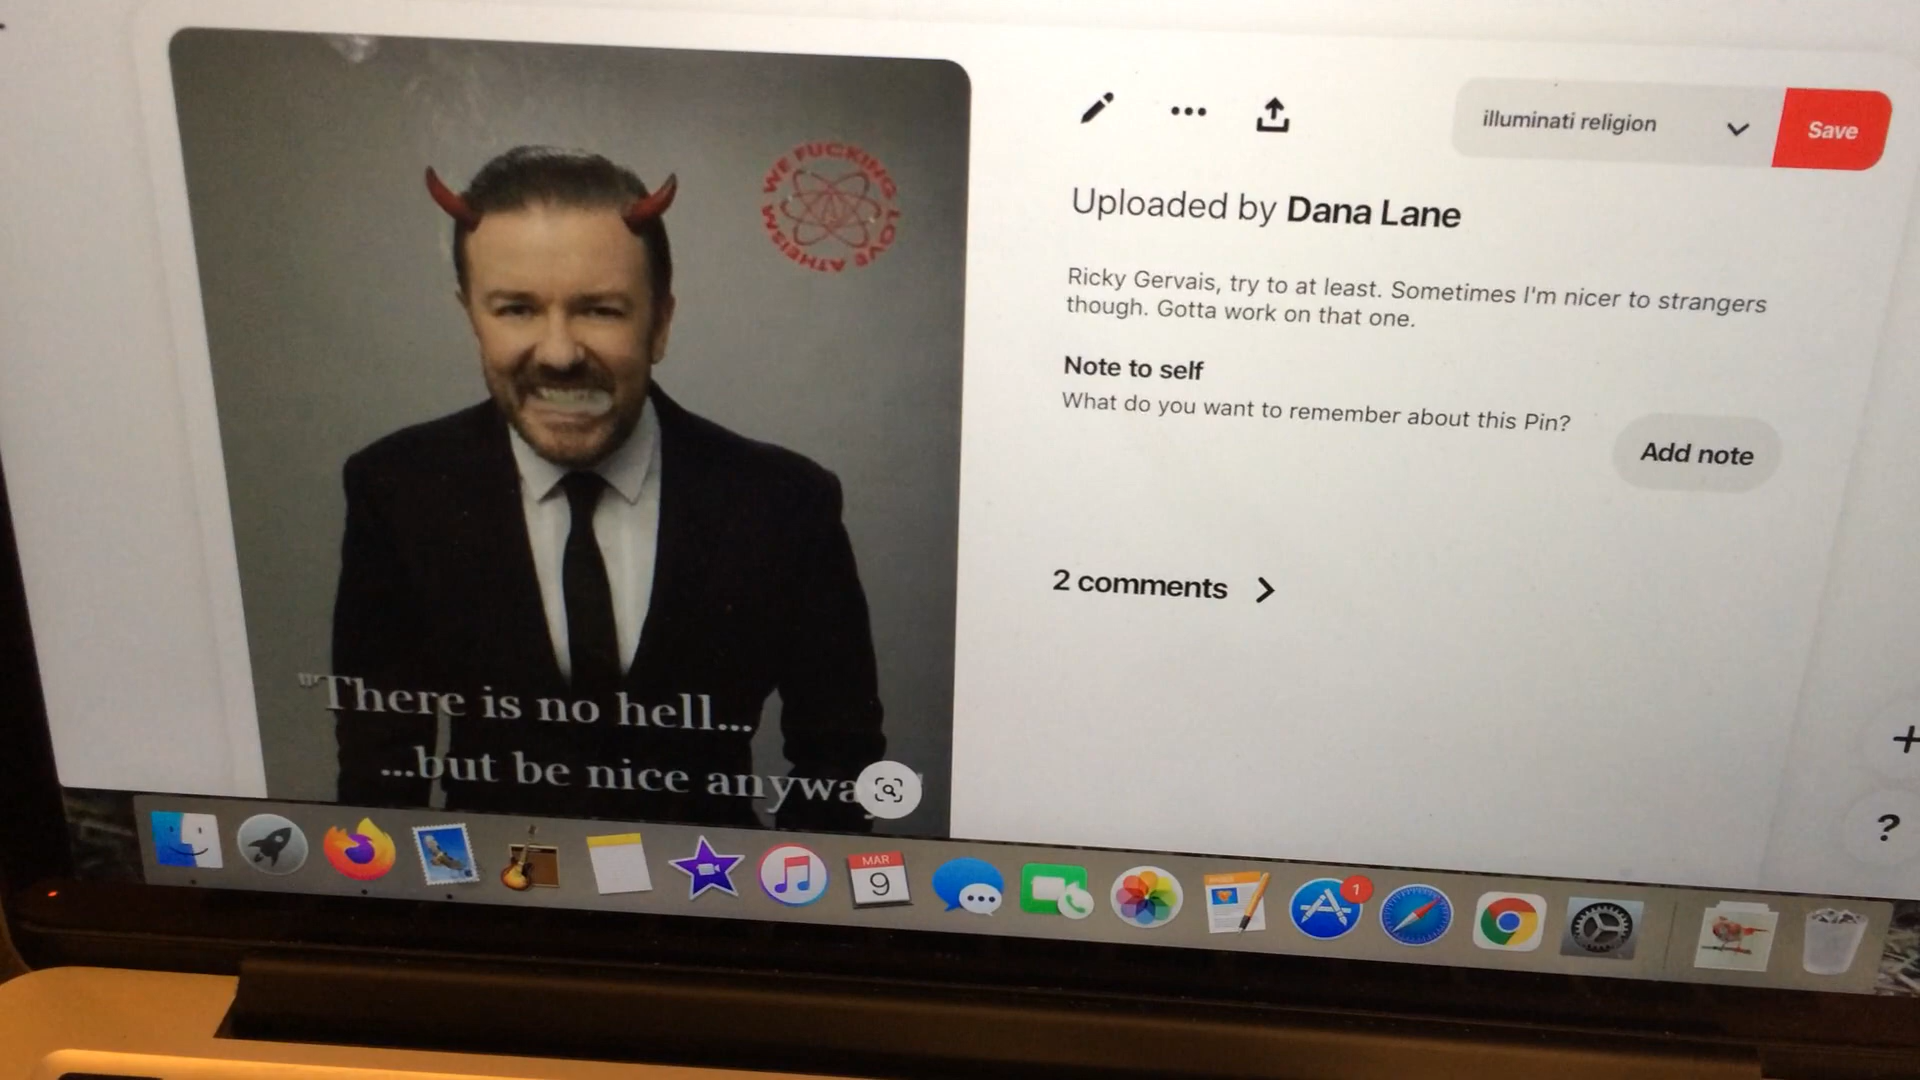 WE FUCKING LOVE ATHEISM
"There is no hell...
...but be nice anyway
illuminati religion
Save
Uploaded by Dana Lane
Ricky Gervais, try to at least. Sometimes I'm nicer to strangers
though. Gotta work on that one.
Note to self
What do you want to remember about this Pin?
Add note
2 comments
+
?
MAR
9
1